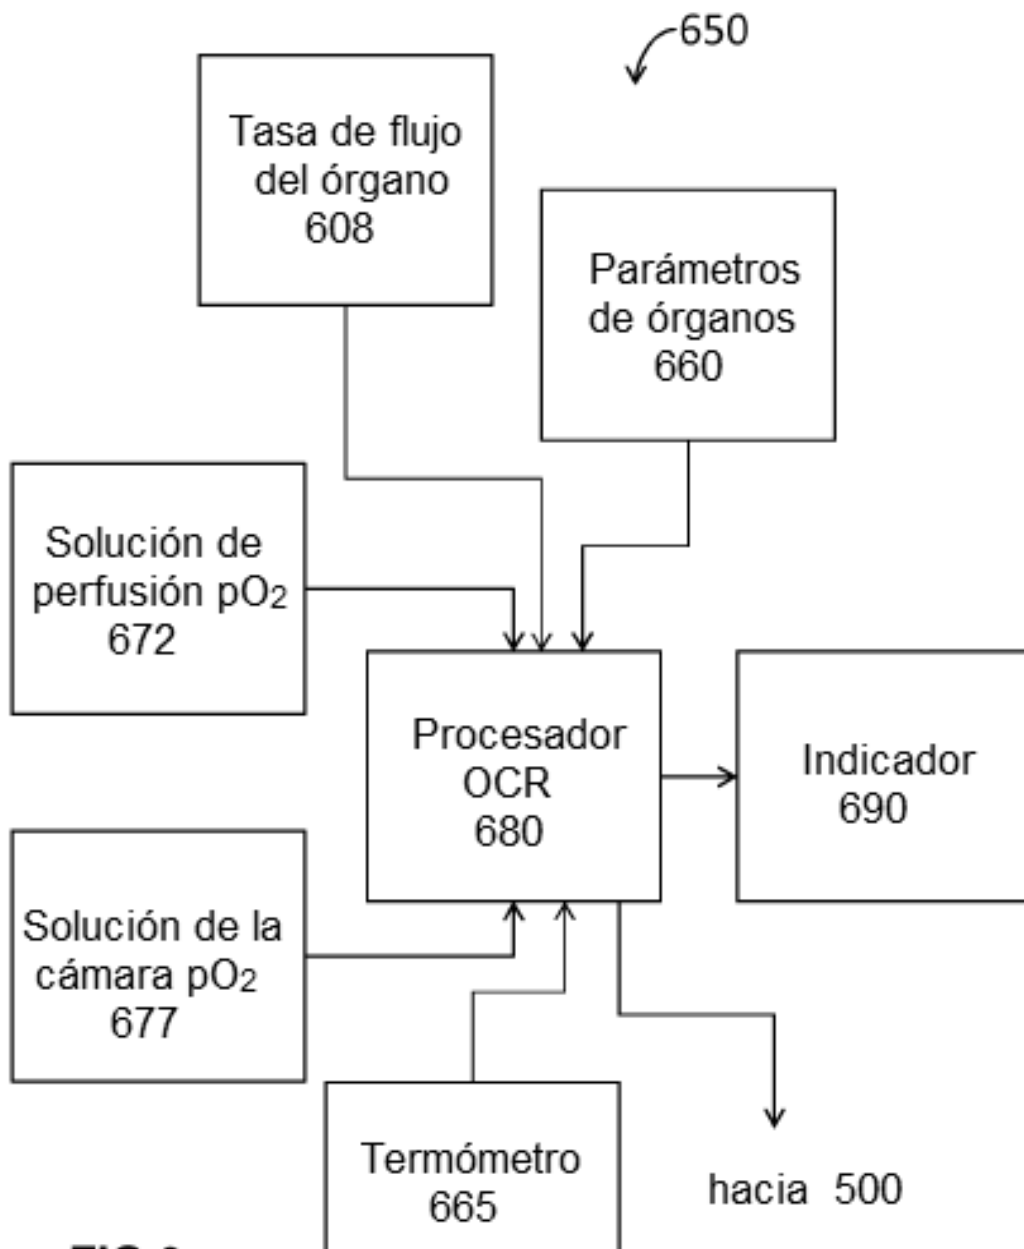 650
Tasa de flujo
del órgano
608
Parámetros
de órganos
660
Solución de
perfusión pO2
672
Procesador
OCR
680
Indicador
690
Solución de la
cámara pO2
677
Termómetro
665
hacia 500